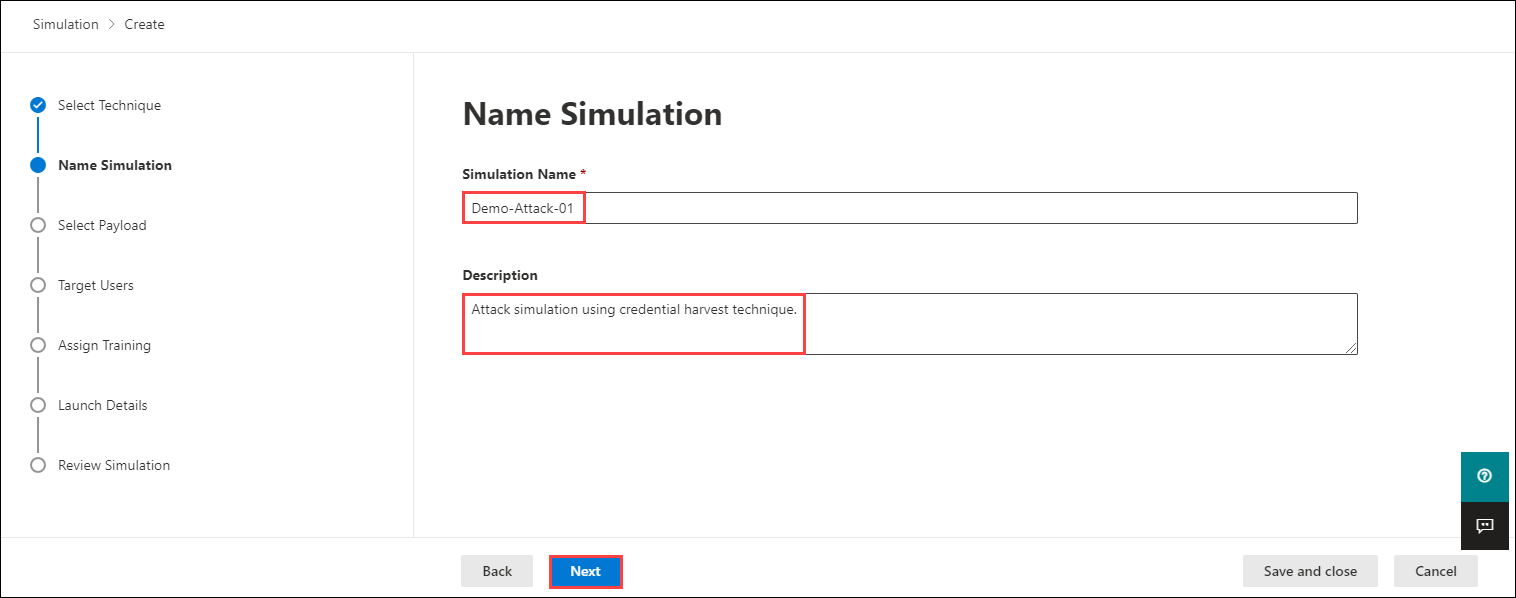 Simulation > Create
Select Technique
Name Simulation
Select Payload
Target Users
Assign Training
Launch Details
Review Simulation
Name Simulation
Simulation Name *
Demo-Attack-01
Description
Attack simulation using credential harvest technique.
Back
Next
Save and close
Cancel